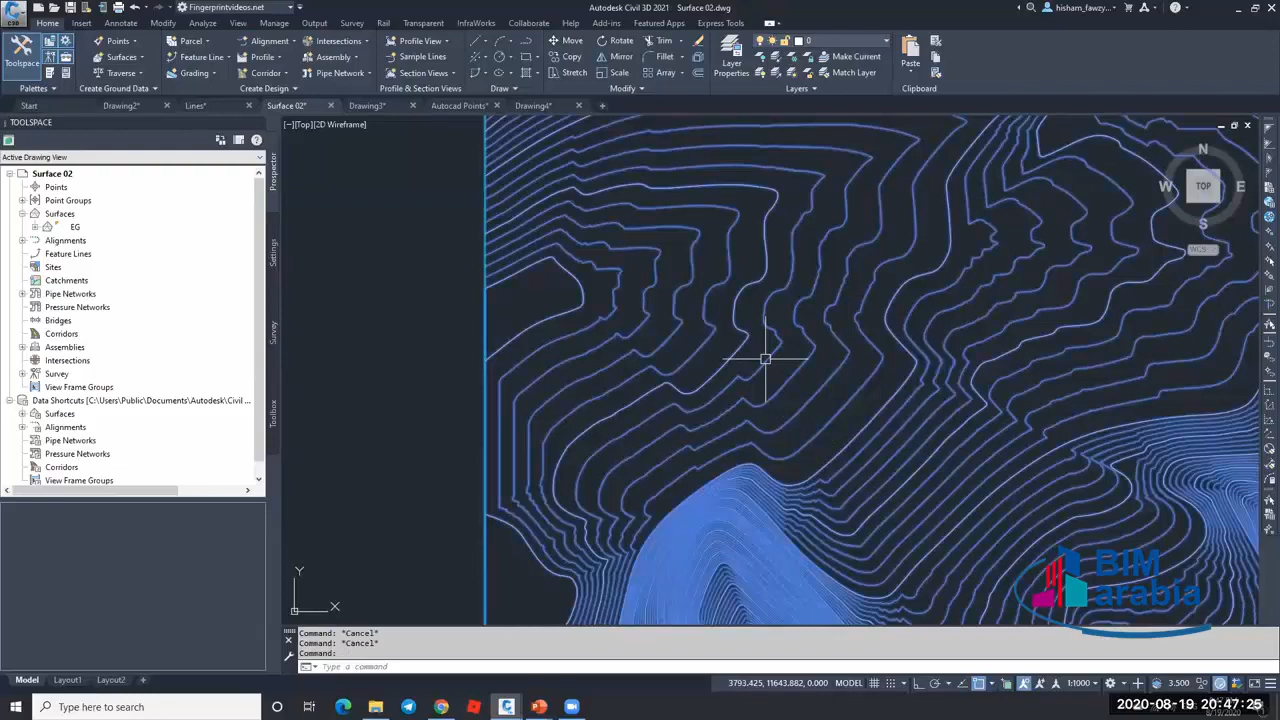 Fingerprintvideos.net
Autodesk Civil 3D 2021 Surface 02.dwg
hisham_fawzy...
Home Insert Annotate Modify Analyze View Manage Output Survey Rail Transparent InfraWorks Collaborate Help Add-ins Featured Apps Express Tools
Toolspace
Points
Surfaces
Traverse
Parcel
Feature Line
Grading
Alignment
Profile
Corridor
Intersections
Assembly
Pipe Network
Profile View
Sample Lines
Section Views
Move Rotate Trim
Copy Mirror Fillet
Stretch Scale Array
Layer
Properties
0
Make Current
Match Layer
Paste
Palettes Create Ground Data Create Design Profile & Section Views Draw Modify Layers Clipboard
Start Drawing2* Lines* Surface 02* Drawing3* Autocad Points* Drawing4*
TOOLSPACE
Active Drawing View
Surface 02
Points
Point Groups
Surfaces
EG
Alignments
Feature Lines
Sites
Catchments
Pipe Networks
Pressure Networks
Bridges
Corridors
Assemblies
Intersections
Survey
View Frame Groups
Data Shortcuts [C:\Users\Public\Documents\Autodesk\Civil ...
Surfaces
Alignments
Pipe Networks
Pressure Networks
Corridors
View Frame Groups
Prospector
Settings
Survey
Toolbox
[−][Top][2D Wireframe]
N
W TOP E
S
WCS
Y
X
BIM
arabia
Command: *Cancel*
Command: *Cancel*
Command:
Type a command
Model Layout1 Layout2
3793.425, 11643.882, 0.000 MODEL 1:1000 3.500
Type here to search
2020-08-19 20:47:25